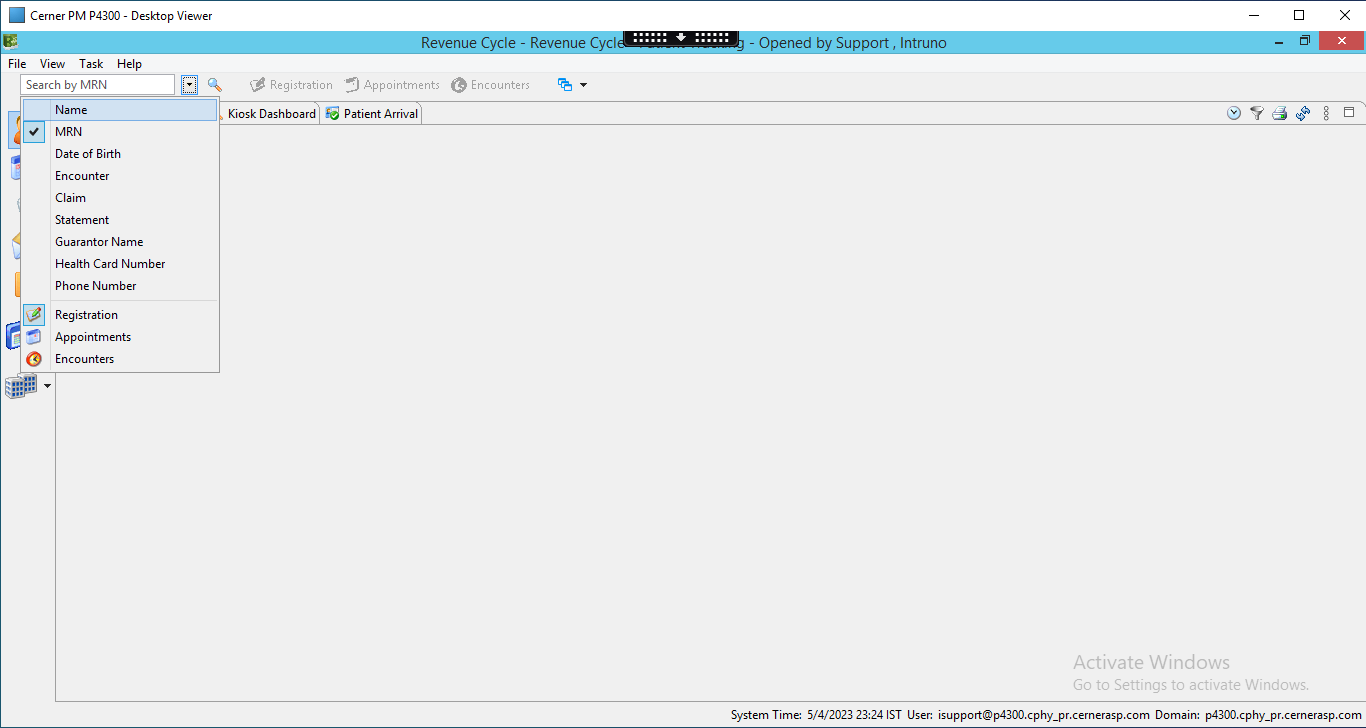 Cerner PM P4300 - Desktop Viewer
Revenue Cycle - Revenue Cycle - Opened by Support , Intruno
File View Task Help
Search by MRN Registration Appointments Encounters
Kiosk Dashboard Patient Arrival
Name
MRN
Date of Birth
Encounter
Claim
Statement
Guarantor Name
Health Card Number
Phone Number
Registration
Appointments
Encounters
Activate Windows
Go to Settings to activate Windows.
System Time: 5/4/2023 23:24 IST User: isupport@p4300.cphy_pr.cernerasp.com Domain: p4300.cphy_pr.cernerasp.com